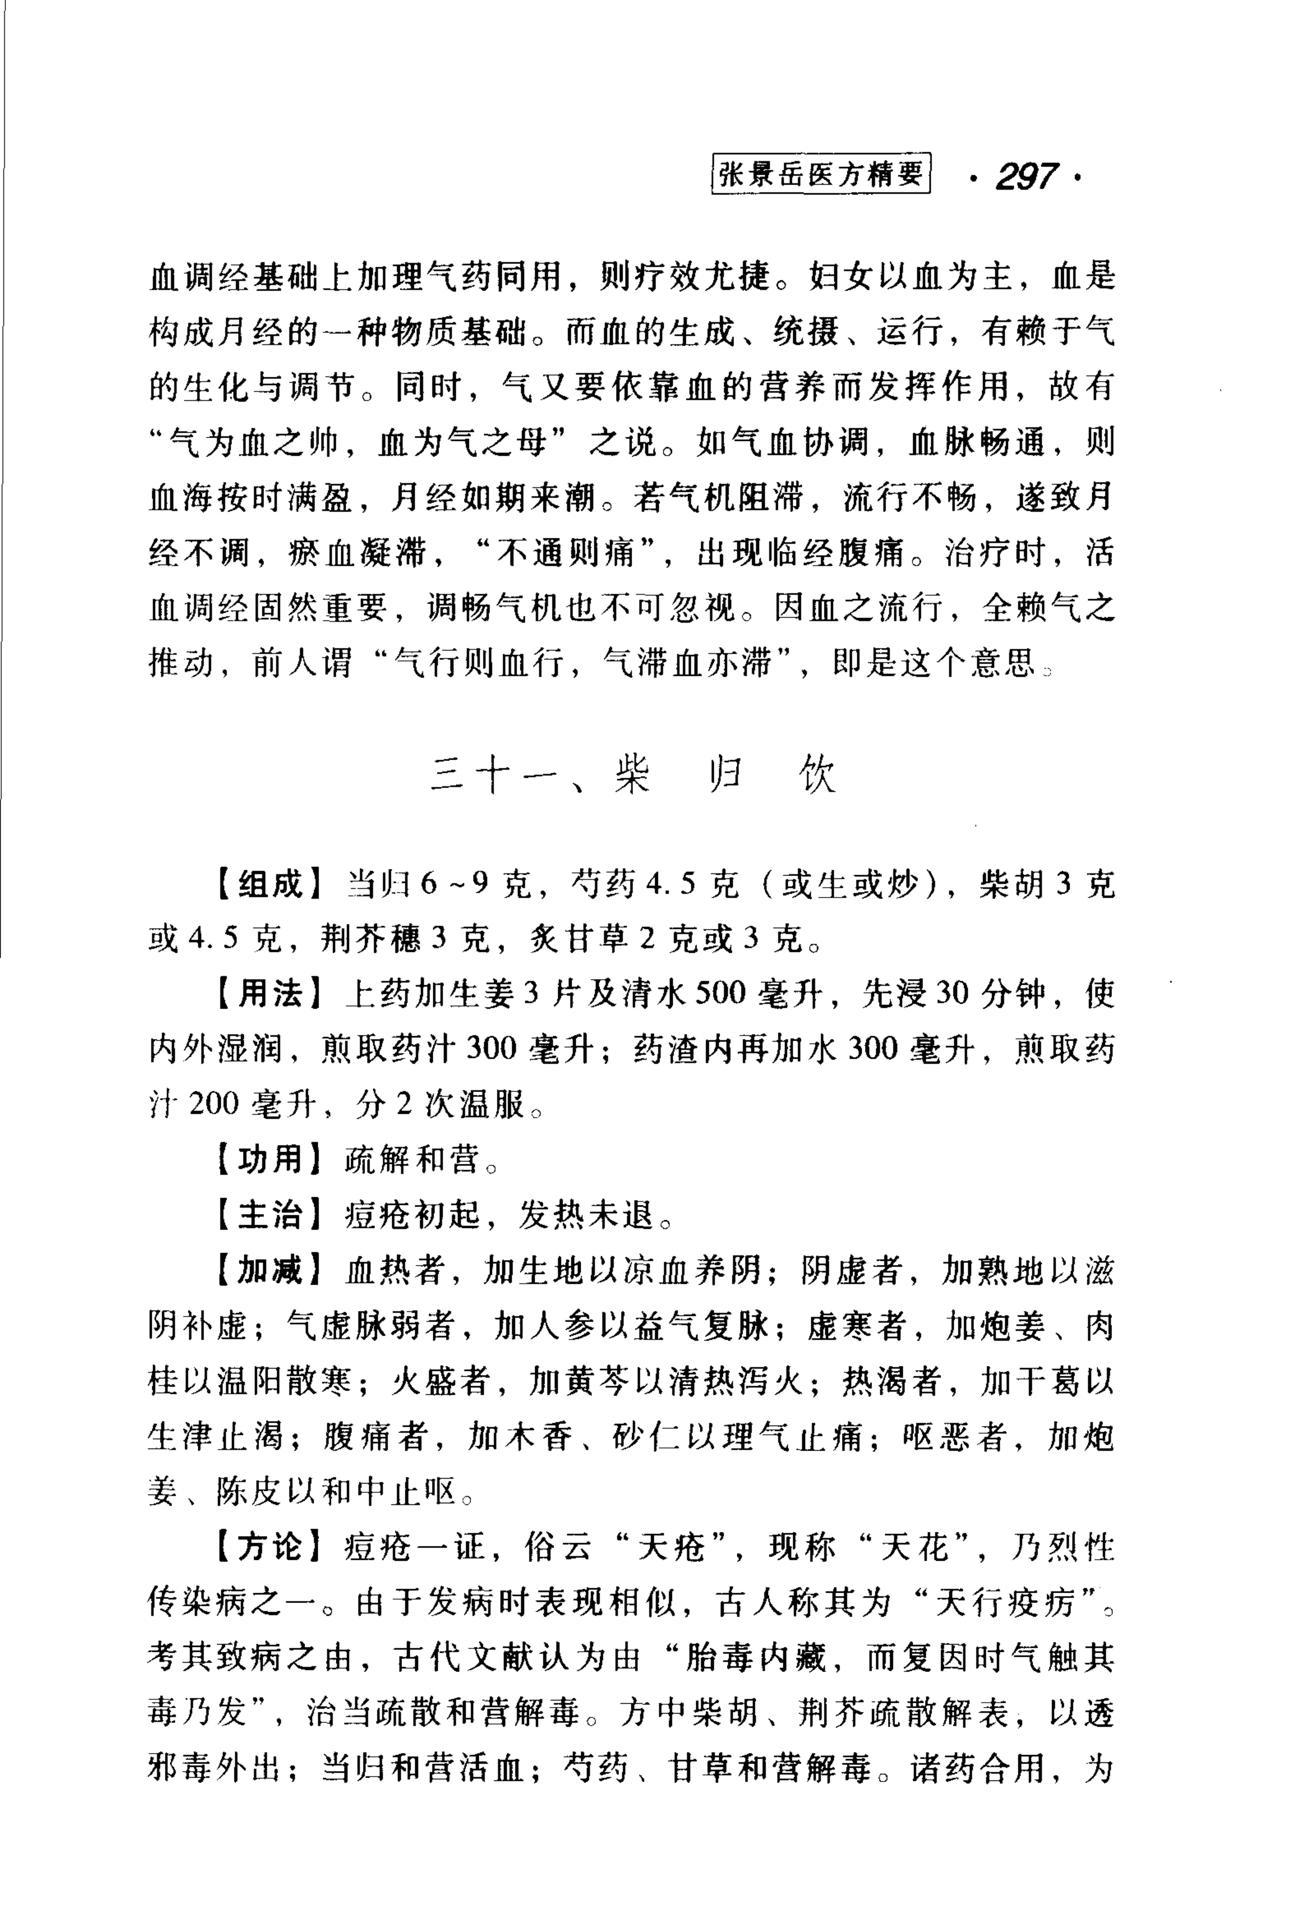 张景岳医方精要 · 297 ·
血调经基础上加理气药同用，则疗效尤捷。妇女以血为主，血是
构成月经的一种物质基础。而血的生成、统摄、运行，有赖于气
的生化与调节。同时，气又要依靠血的营养而发挥作用，故有
“气为血之帅，血为气之母”之说。如气血协调，血脉畅通，则
血海按时满盈，月经如期来潮。若气机阻滞，流行不畅，遂致月
经不调，瘀血凝滞，“不通则痛”，出现临经腹痛。治疗时，活
血调经固然重要，调畅气机也不可忽视。因血之流行，全赖气之
推动，前人谓“气行则血行，气滞血亦滞”，即是这个意思。
三十一、柴 归 饮
【组成】当归6~9克，芍药4.5克（或生或炒），柴胡3克
或4.5克，荆芥穗3克，炙甘草2克或3克。
【用法】上药加生姜3片及清水500毫升，先浸30分钟，使
内外湿润，煎取药汁300毫升；药渣内再加水300毫升，煎取药
汁200毫升，分2次温服。
【功用】疏解和营。
【主治】痘疮初起，发热未退。
【加减】血热者，加生地以凉血养阴；阴虚者，加熟地以滋
阴补虚；气虚脉弱者，加人参以益气复脉；虚寒者，加炮姜、肉
桂以温阳散寒；火盛者，加黄芩以清热泻火；热渴者，加干葛以
生津止渴；腹痛者，加木香、砂仁以理气止痛；呕恶者，加炮
姜、陈皮以和中止呕。
【方论】痘疮一证，俗云“天疮”，现称“天花”，乃烈性
传染病之一。由于发病时表现相似，古人称其为“天行疫疠”。
考其致病之由，古代文献认为由“胎毒内藏，而复因时气触其
毒乃发”，治当疏散和营解毒。方中柴胡、荆芥疏散解表，以透
邪毒外出；当归和营活血；芍药、甘草和营解毒。诸药合用，为